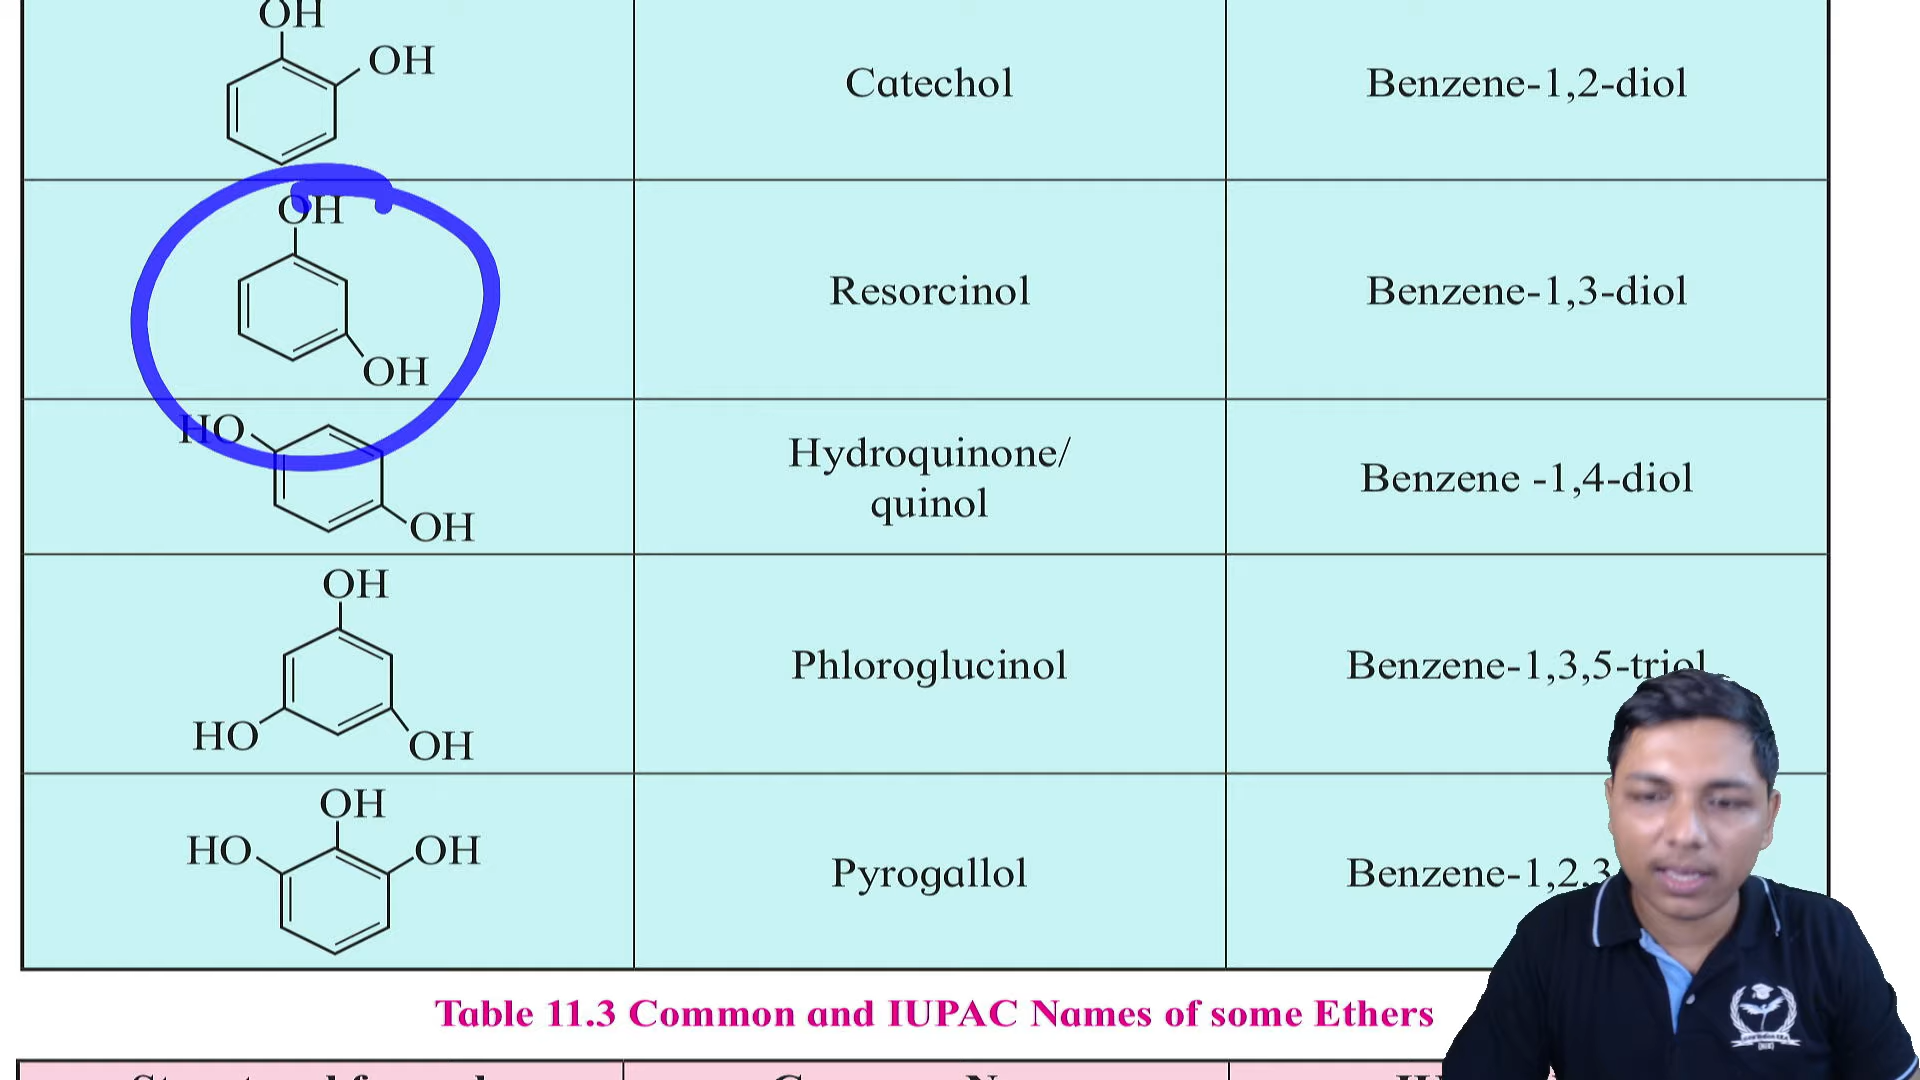 OH
OH
Catechol
Benzene-1,2-diol
OH
Resorcinol
Benzene-1,3-diol
OH
HO
Hydroquinone/
quinol
Benzene -1,4-diol
OH
OH
Phloroglucinol
Benzene-1,3,5-triol
HO
OH
OH
HO
OH
Pyrogallol
Benzene-1,2,3
Table 11.3 Common and IUPAC Names of some Ethers